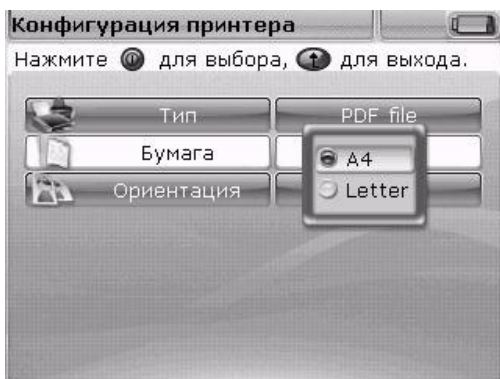 Конфигурация принтера
Нажмите для выбора, для выхода.
Тип PDF file
Бумага A4
Letter
Ориентация